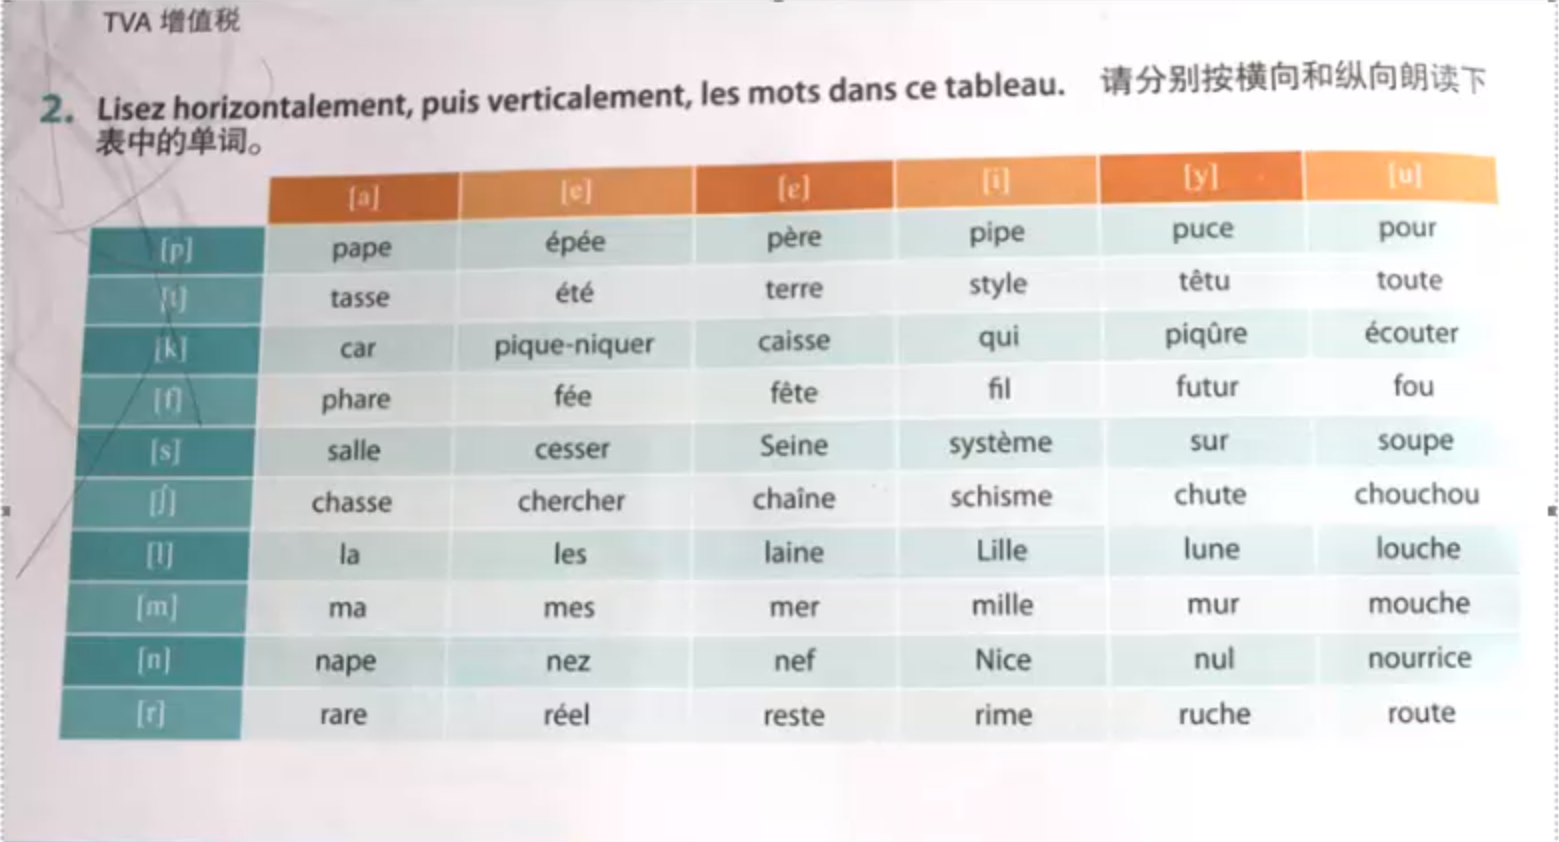 TVA 增值税
2. Lisez horizontalement, puis verticalement, les mots dans ce tableau. 请分别按横向和纵向朗读下
表中的单词。
[a] [e] [ɛ] [i] [y] [u]
[p] pape épée père pipe puce pour
[t] tasse été terre style têtu toute
[k] car pique-niquer caisse qui piqûre écouter
[f] phare fée fête fil futur fou
[s] salle cesser Seine système sur soupe
[ʃ] chasse chercher chaîne schisme chute chouchou
[l] la les laine Lille lune louche
[m] ma mes mer mille mur mouche
[n] nape nez nef Nice nul nourrice
[r] rare réel reste rime ruche route